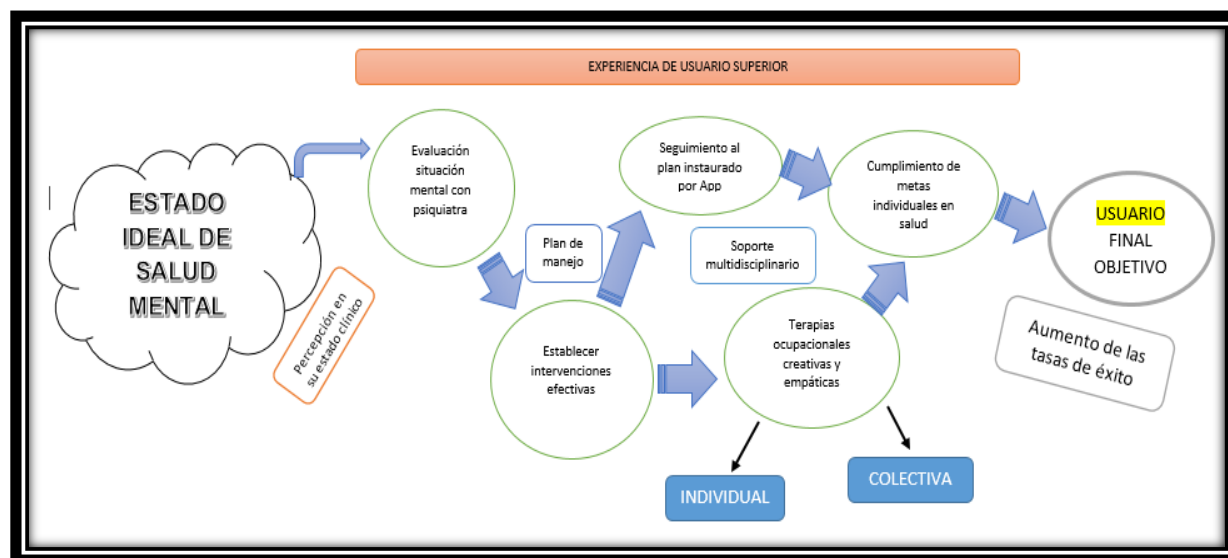 EXPERIENCIA DE USUARIO SUPERIOR
ESTADO
IDEAL DE
SALUD
MENTAL
Percepción en
su estado clínico
Evaluación
situación
mental con
psiquiatra
Plan de
manejo
Establecer
intervenciones
efectivas
Seguimiento al
plan instaurado
por App
Soporte
multidisciplinario
Terapias
ocupacionales
creativas y
empáticas
INDIVIDUAL
COLECTIVA
Cumplimiento de
metas
individuales en
salud
USUARIO
FINAL
OBJETIVO
Aumento de las
tasas de éxito